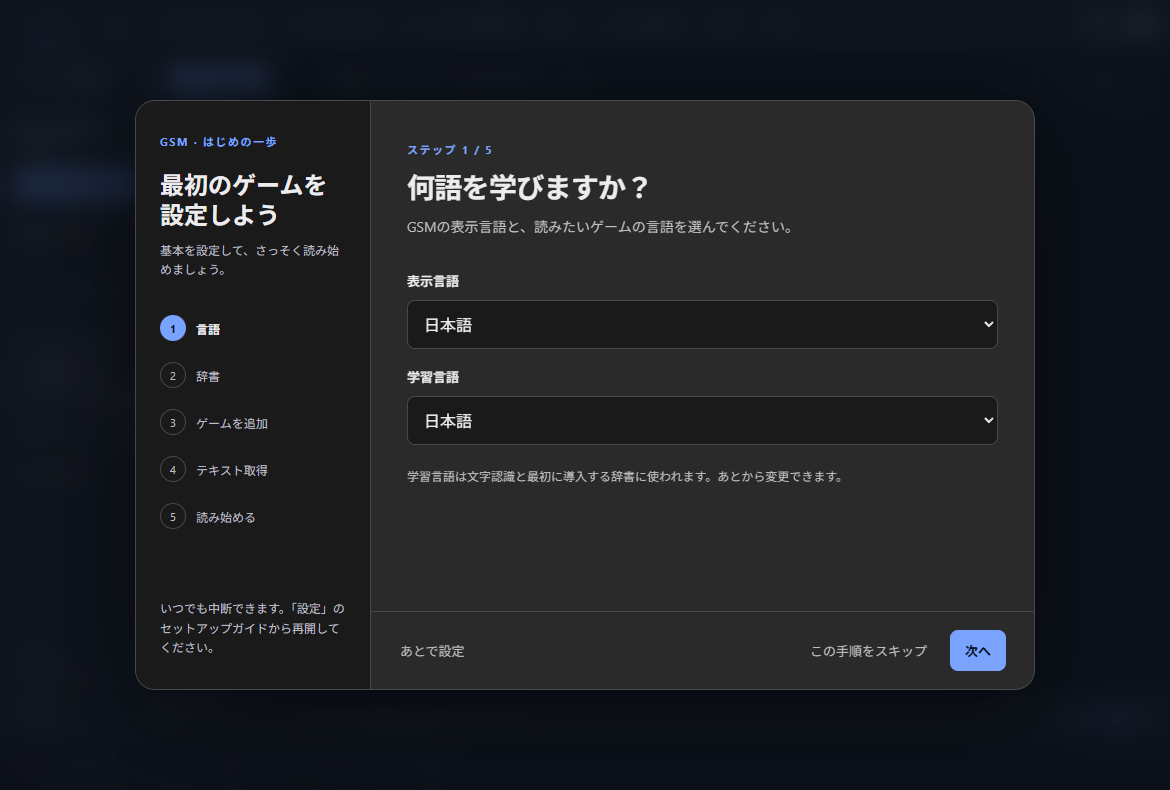 GSM · はじめの一歩
最初のゲームを
設定しよう
基本を設定して、さっそく読み始
めましょう。
1 言語
2 辞書
3 ゲームを追加
4 テキスト取得
5 読み始める
いつでも中断できます。「設定」の
セットアップガイドから再開して
ください。
ステップ 1 / 5
何語を学びますか？
GSMの表示言語と、読みたいゲームの言語を選んでください。
表示言語
日本語
学習言語
日本語
学習言語は文字認識と最初に導入する辞書に使われます。あとから変更できます。
あとで設定
この手順をスキップ
次へ